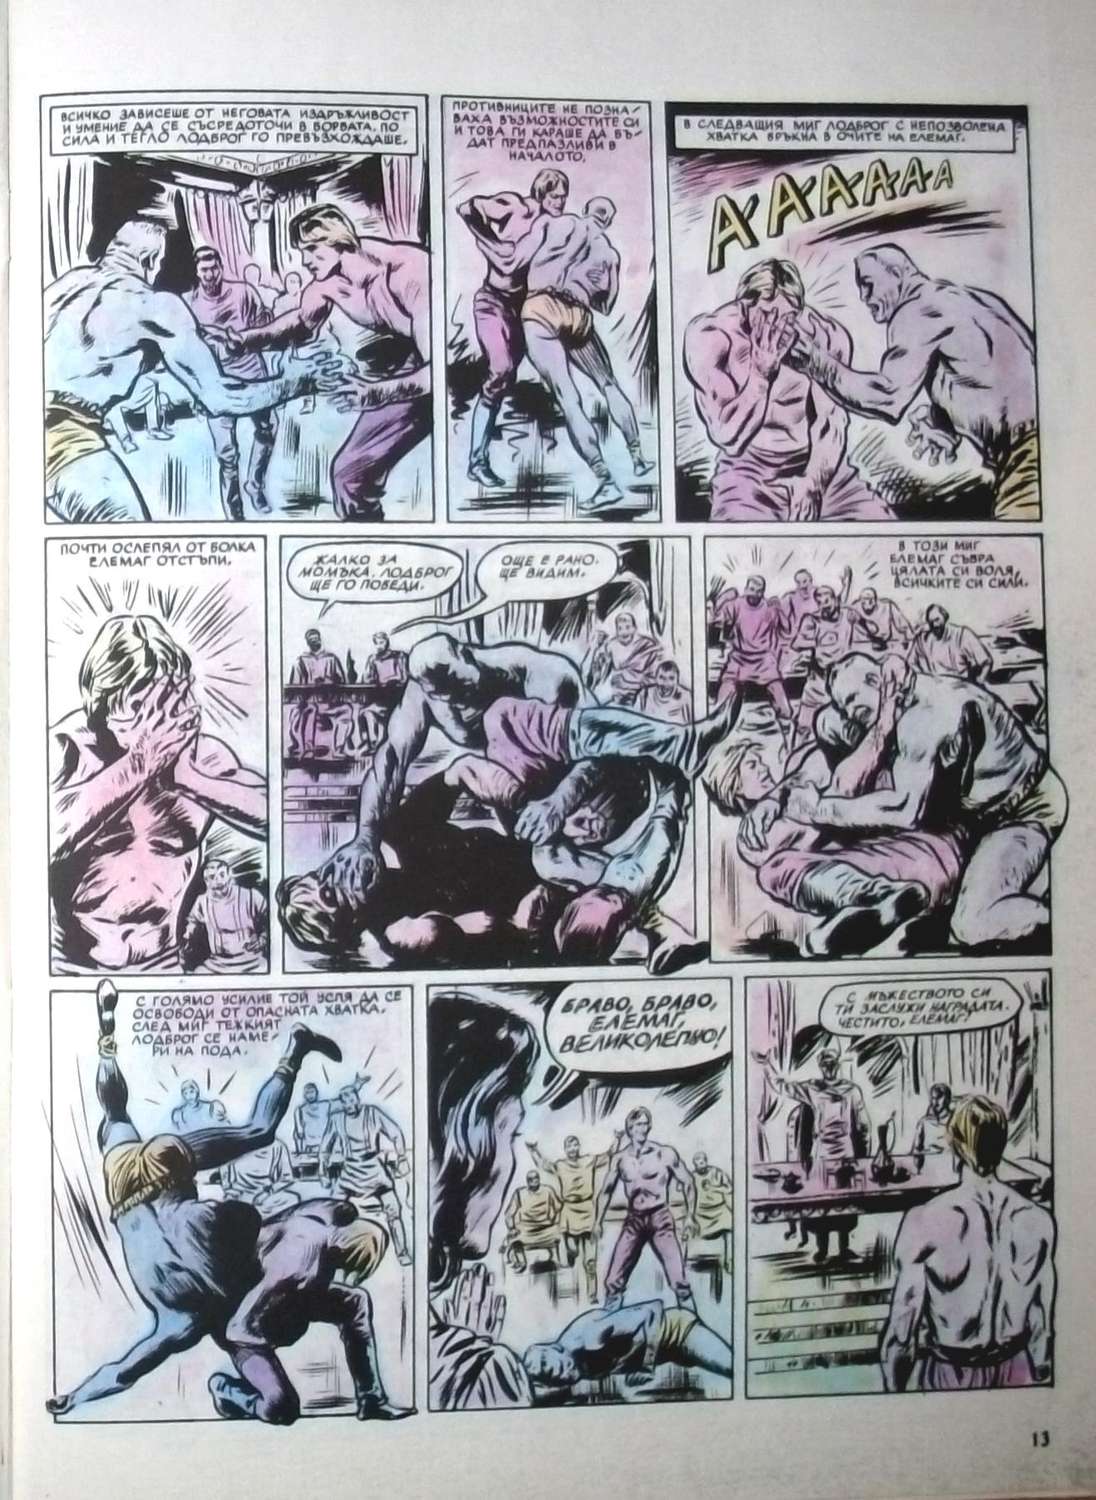 ВСИЧКО ЗАВИСЕШЕ ОТ НЕГОВАТА ИЗДРЪЖЛИВОСТ
И УМЕНИЕ ДА СЕ СЪСРЕДОТОЧИ В БОРБАТА. ПО
СИЛА И ТЕГЛО ЛОДБРОГ ГО ПРЕВЪЗХОЖДАШЕ.
ПРОТИВНИЦИТЕ НЕ ПОЗНА-
ВАХА ВЪЗМОЖНОСТИТЕ СИ
И ТОВА ГИ КАРАШЕ ДА БЪ-
ДАТ ПРЕДПАЗЛИВИ В
НАЧАЛОТО.
В СЛЕДВАЩИЯ МИГ ЛОДБРОГ С НЕПОЗВОЛЕНА
ХВАТКА БРЪКНА В ОЧИТЕ НА ЕЛЕМАГ.
А-А-А-А-А-А-А
ПОЧТИ ОСЛЕПЯЛ ОТ БОЛКА
ЕЛЕМАГ ОТСТЪПИ.
ЖАЛКО ЗА
МОМЪКА. ЛОДБРОГ
ЩЕ ГО ПОБЕДИ.
ОЩЕ Е РАНО.
ЩЕ ВИДИМ.
В ТОЗИ МИГ
ЕЛЕМАГ СЪБРА
ЦЯЛАТА СИ ВОЛЯ,
ВСИЧКИТЕ СИ СИЛИ.
С ГОЛЯМО УСИЛИЕ ТОЙ УСПЯ ДА СЕ
ОСВОБОДИ ОТ ОПАСНАТА ХВАТКА.
СЛЕД МИГ ТЕЖКИЯТ
ЛОДБРОГ СЕ НАМЕ-
РИ НА ПОДА.
БРАВО, БРАВО,
ЕЛЕМАГ,
ВЕЛИКОЛЕПНО!
С МЪЖЕСТВОТО СИ
ТИ ЗАСЛУЖИ НАГРАДАТА.
ЧЕСТИТО, ЕЛЕМАГ!
13